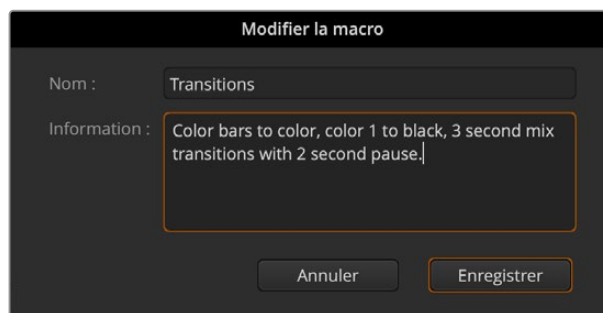 Modifier la macro
Nom :
Transitions
Information :
Color bars to color, color 1 to black, 3 second mix
transitions with 2 second pause.
Annuler
Enregistrer